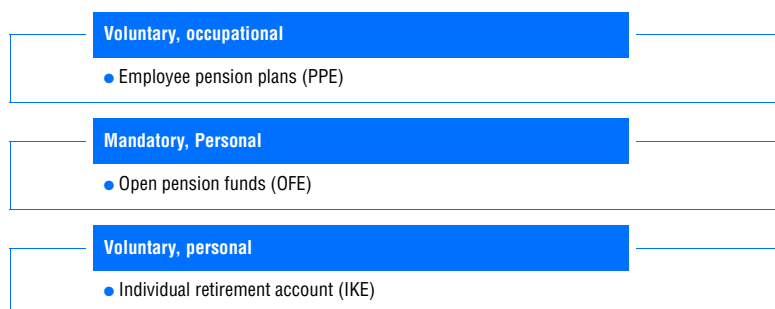 Voluntary, occupational
● Employee pension plans (PPE)
Mandatory, Personal
● Open pension funds (OFE)
Voluntary, personal
● Individual retirement account (IKE)